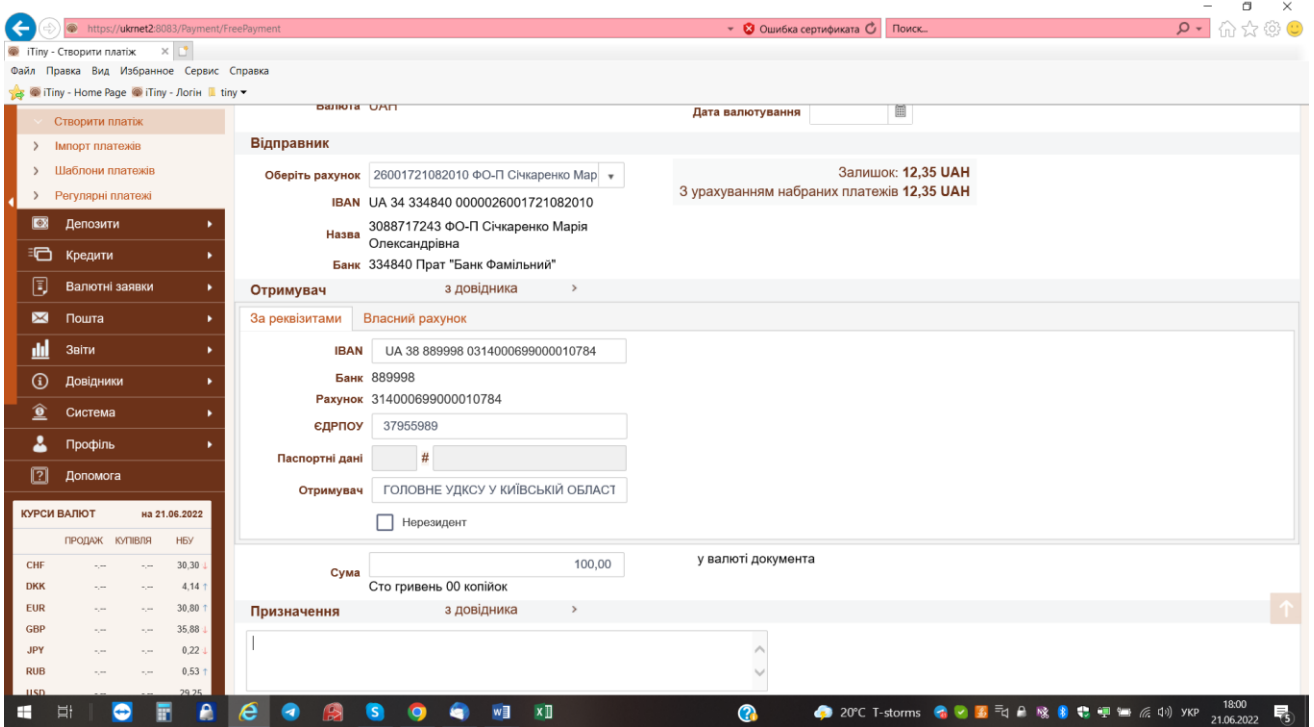 https://ukrnet2:8083/Payment/FreePayment
Ошибка сертификата
Поиск...
iTiny - Створити платіж
Файл Правка Вид Избранное Сервис Справка
iTiny - Home Page iTiny - Логін tiny
Створити платіж
Імпорт платежів
Шаблони платежів
Регулярні платежі
Депозити
Кредити
Валютні заявки
Пошта
Звіти
Довідники
Система
Профіль
Допомога
КУРСИ ВАЛЮТ на 21.06.2022
ПРОДАЖ КУПІВЛЯ НБУ
CHF -,-- -,-- 30,30 ↓
DKK -,-- -,-- 4,14 ↑
EUR -,-- -,-- 30,80 ↑
GBP -,-- -,-- 35,88 ↓
JPY -,-- -,-- 0,22 ↓
RUB -,-- -,-- 0,53 ↑
USD -,-- -,-- 29,25
Валюта UAH
Дата валютування
Відправник
Оберіть рахунок 26001721082010 ФО-П Січкаренко Мар
Залишок: 12,35 UAH
З урахуванням набраних платежів 12,35 UAH
IBAN UA 34 334840 0000026001721082010
Назва 3088717243 ФО-П Січкаренко Марія
Олександрівна
Банк 334840 Прат "Банк Фамільний"
Отримувач з довідника >
За реквізитами Власний рахунок
IBAN UA 38 889998 0314000699000010784
Банк 889998
Рахунок 314000699000010784
ЄДРПОУ 37955989
Паспортні дані #
Отримувач ГОЛОВНЕ УДКСУ У КИЇВСЬКІЙ ОБЛАСТ
Нерезидент
Сума 100,00 у валюті документа
Сто гривень 00 копійок
Призначення з довідника >
20°C T-storms
УКР
18:00
21.06.2022